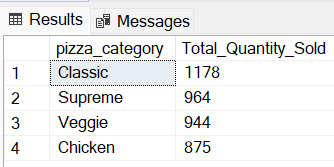 Results Messages
pizza_category Total_Quantity_Sold
1 Classic 1178
2 Supreme 964
3 Veggie 944
4 Chicken 875